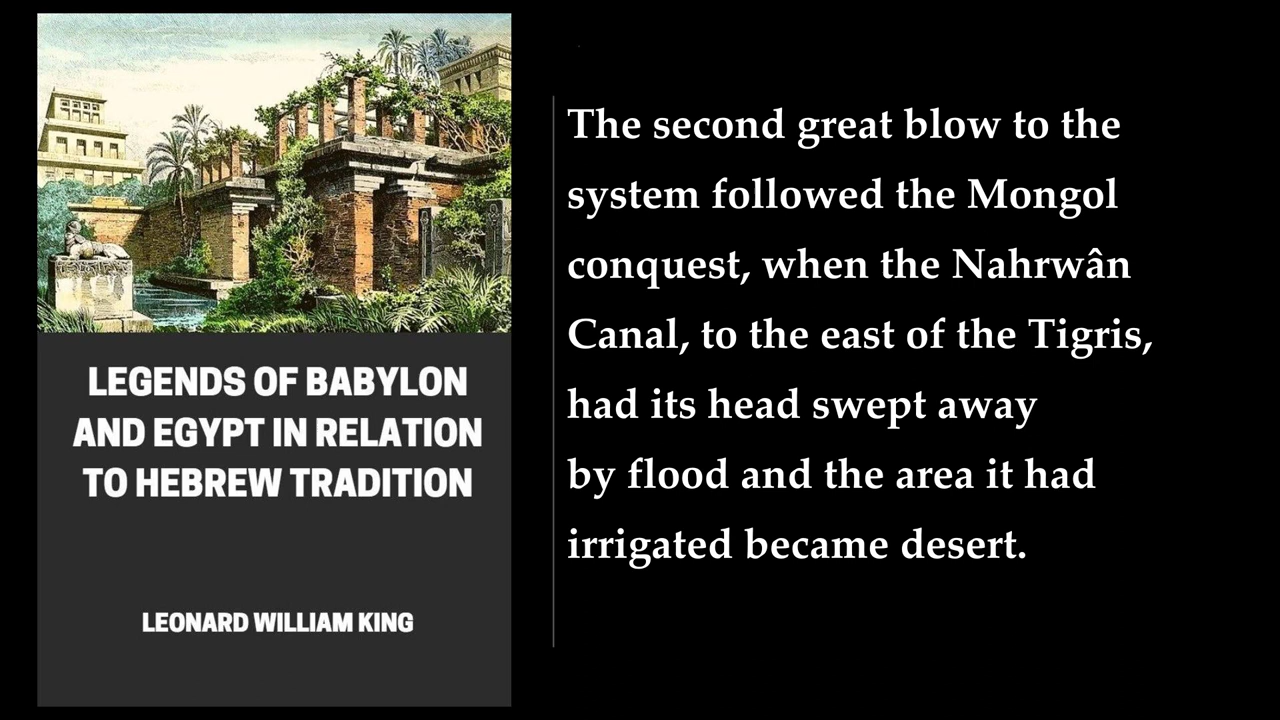 LEGENDS OF BABYLON
AND EGYPT IN RELATION
TO HEBREW TRADITION
LEONARD WILLIAM KING
The second great blow to the
system followed the Mongol
conquest, when the Nahrwân
Canal, to the east of the Tigris,
had its head swept away
by flood and the area it had
irrigated became desert.